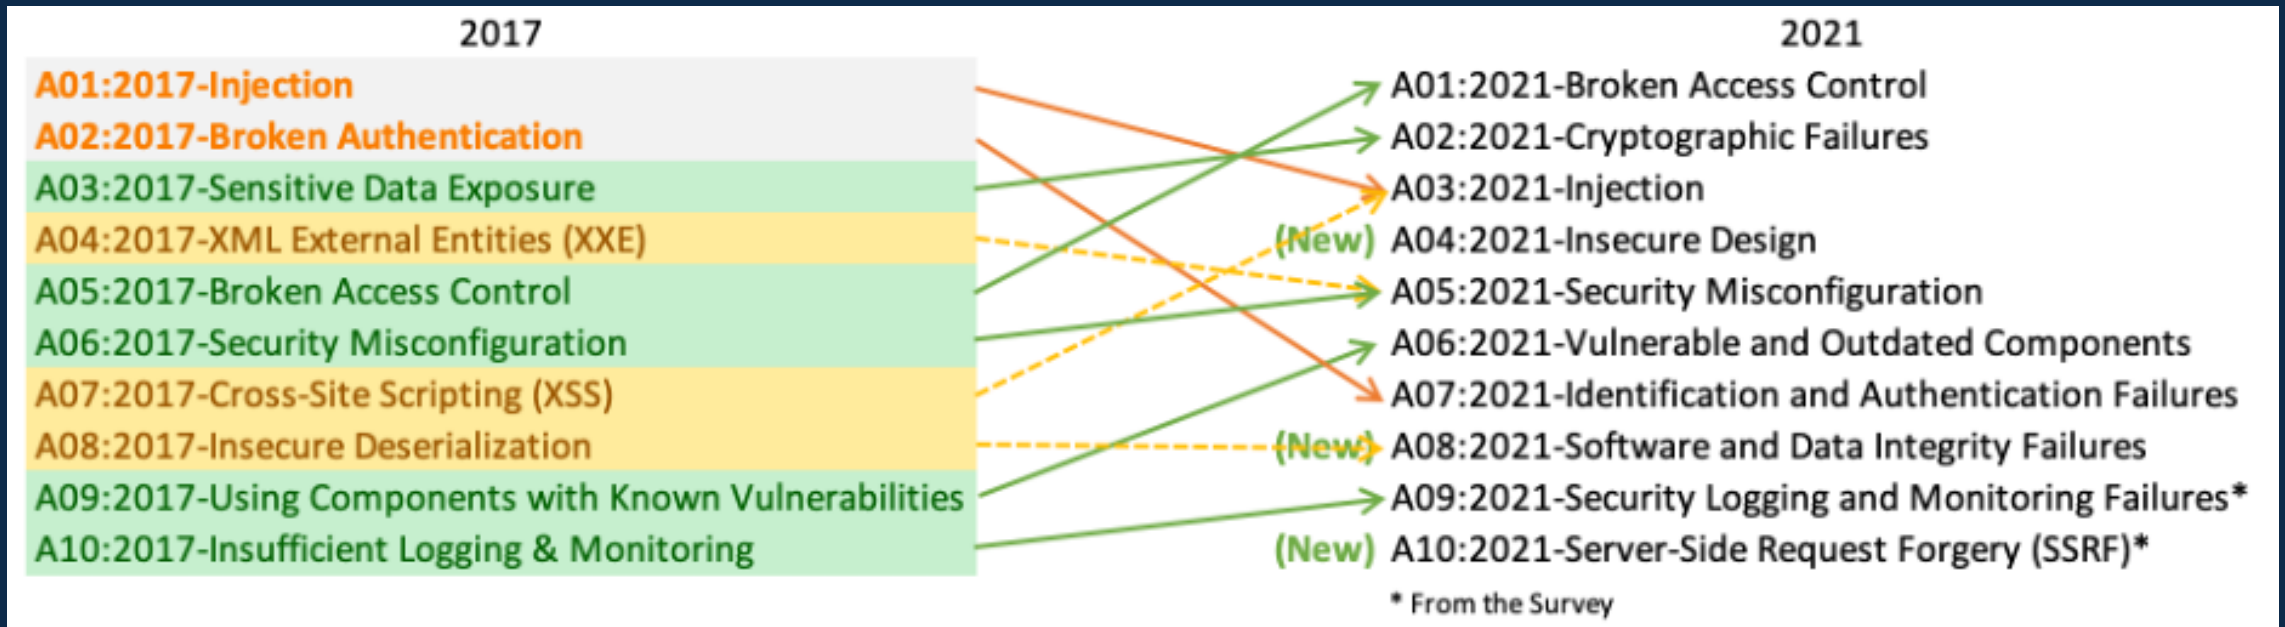 2017
A01:2017-Injection
A02:2017-Broken Authentication
A03:2017-Sensitive Data Exposure
A04:2017-XML External Entities (XXE)
A05:2017-Broken Access Control
A06:2017-Security Misconfiguration
A07:2017-Cross-Site Scripting (XSS)
A08:2017-Insecure Deserialization
A09:2017-Using Components with Known Vulnerabilities
A10:2017-Insufficient Logging & Monitoring
2021
A01:2021-Broken Access Control
A02:2021-Cryptographic Failures
A03:2021-Injection
(New) A04:2021-Insecure Design
A05:2021-Security Misconfiguration
A06:2021-Vulnerable and Outdated Components
A07:2021-Identification and Authentication Failures
(New) A08:2021-Software and Data Integrity Failures
A09:2021-Security Logging and Monitoring Failures*
(New) A10:2021-Server-Side Request Forgery (SSRF)*
* From the Survey